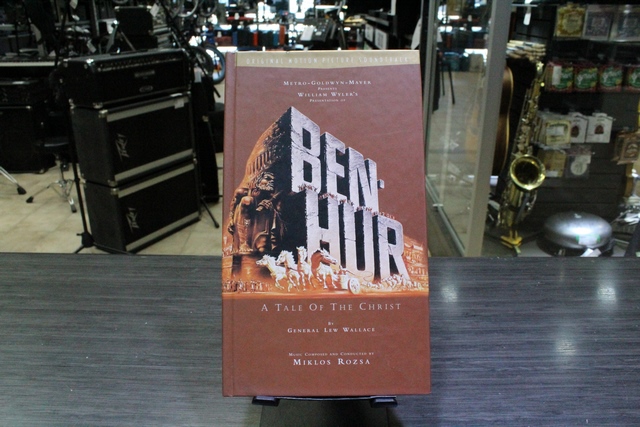 ORIGINAL MOTION PICTURE SOUNDTRACK
METRO-GOLDWYN-MAYER
PRESENTS
WILLIAM WYLER'S
PRESENTATION OF
BEN-
HUR
A TALE OF THE CHRIST
BY
GENERAL LEW WALLACE
MUSIC COMPOSED AND CONDUCTED BY
MIKLOS ROZSA